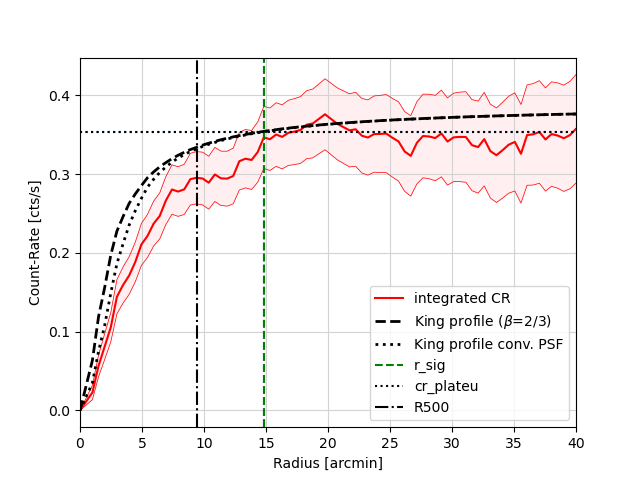 0.4
0.3
0.2
0.1
0.0
Count-Rate [cts/s]
integrated CR
King profile (β=2/3)
King profile conv. PSF
r_sig
cr_plateu
R500
0 5 10 15 20 25 30 35 40
Radius [arcmin]